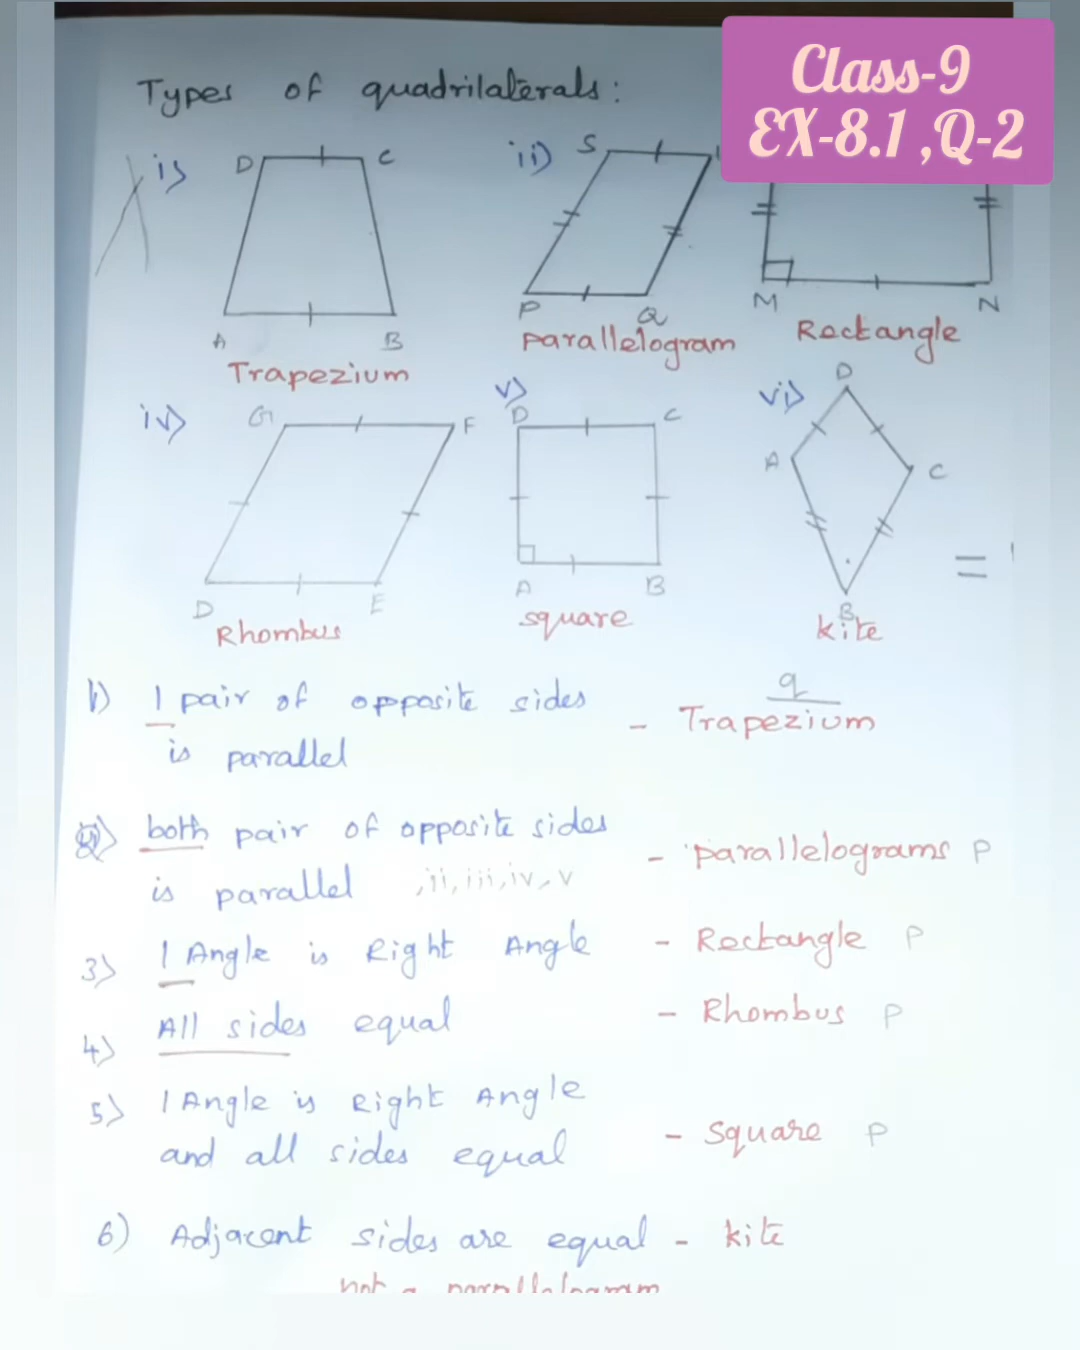 Class-9
EX-8.1 ,Q-2
Types of quadrilaterals:
i) D C
A B
Trapezium
ii) S
P Q
parallelogram
M N
Rectangle
iv) G F
D E
Rhombus
v) D C
A B
square
vi) D
A C
B
kite
=
1) 1 pair of opposite sides
is parallel
q
- Trapezium
both pair of opposite sides
is parallel ,ii,iii,iv,v
- parallelograms P
3) 1 Angle is Right Angle - Rectangle P
4) All sides equal - Rhombus P
5) 1 Angle is Right Angle
and all sides equal - square P
6) Adjacent sides are equal - kite
not a parallelogram